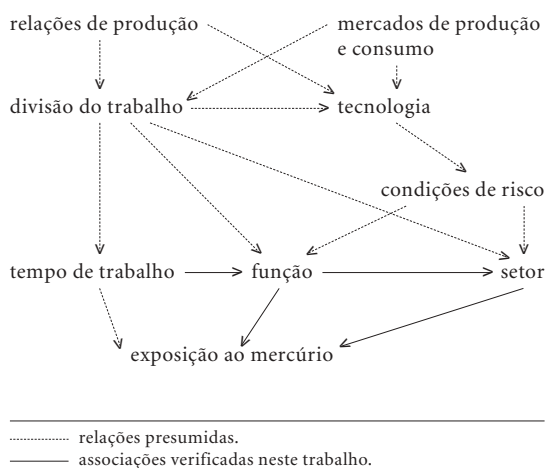 relações de produção
mercados de produção
e consumo
divisão do trabalho
tecnologia
condições de risco
tempo de trabalho
função
setor
exposição ao mercúrio
relações presumidas.
associações verificadas neste trabalho.